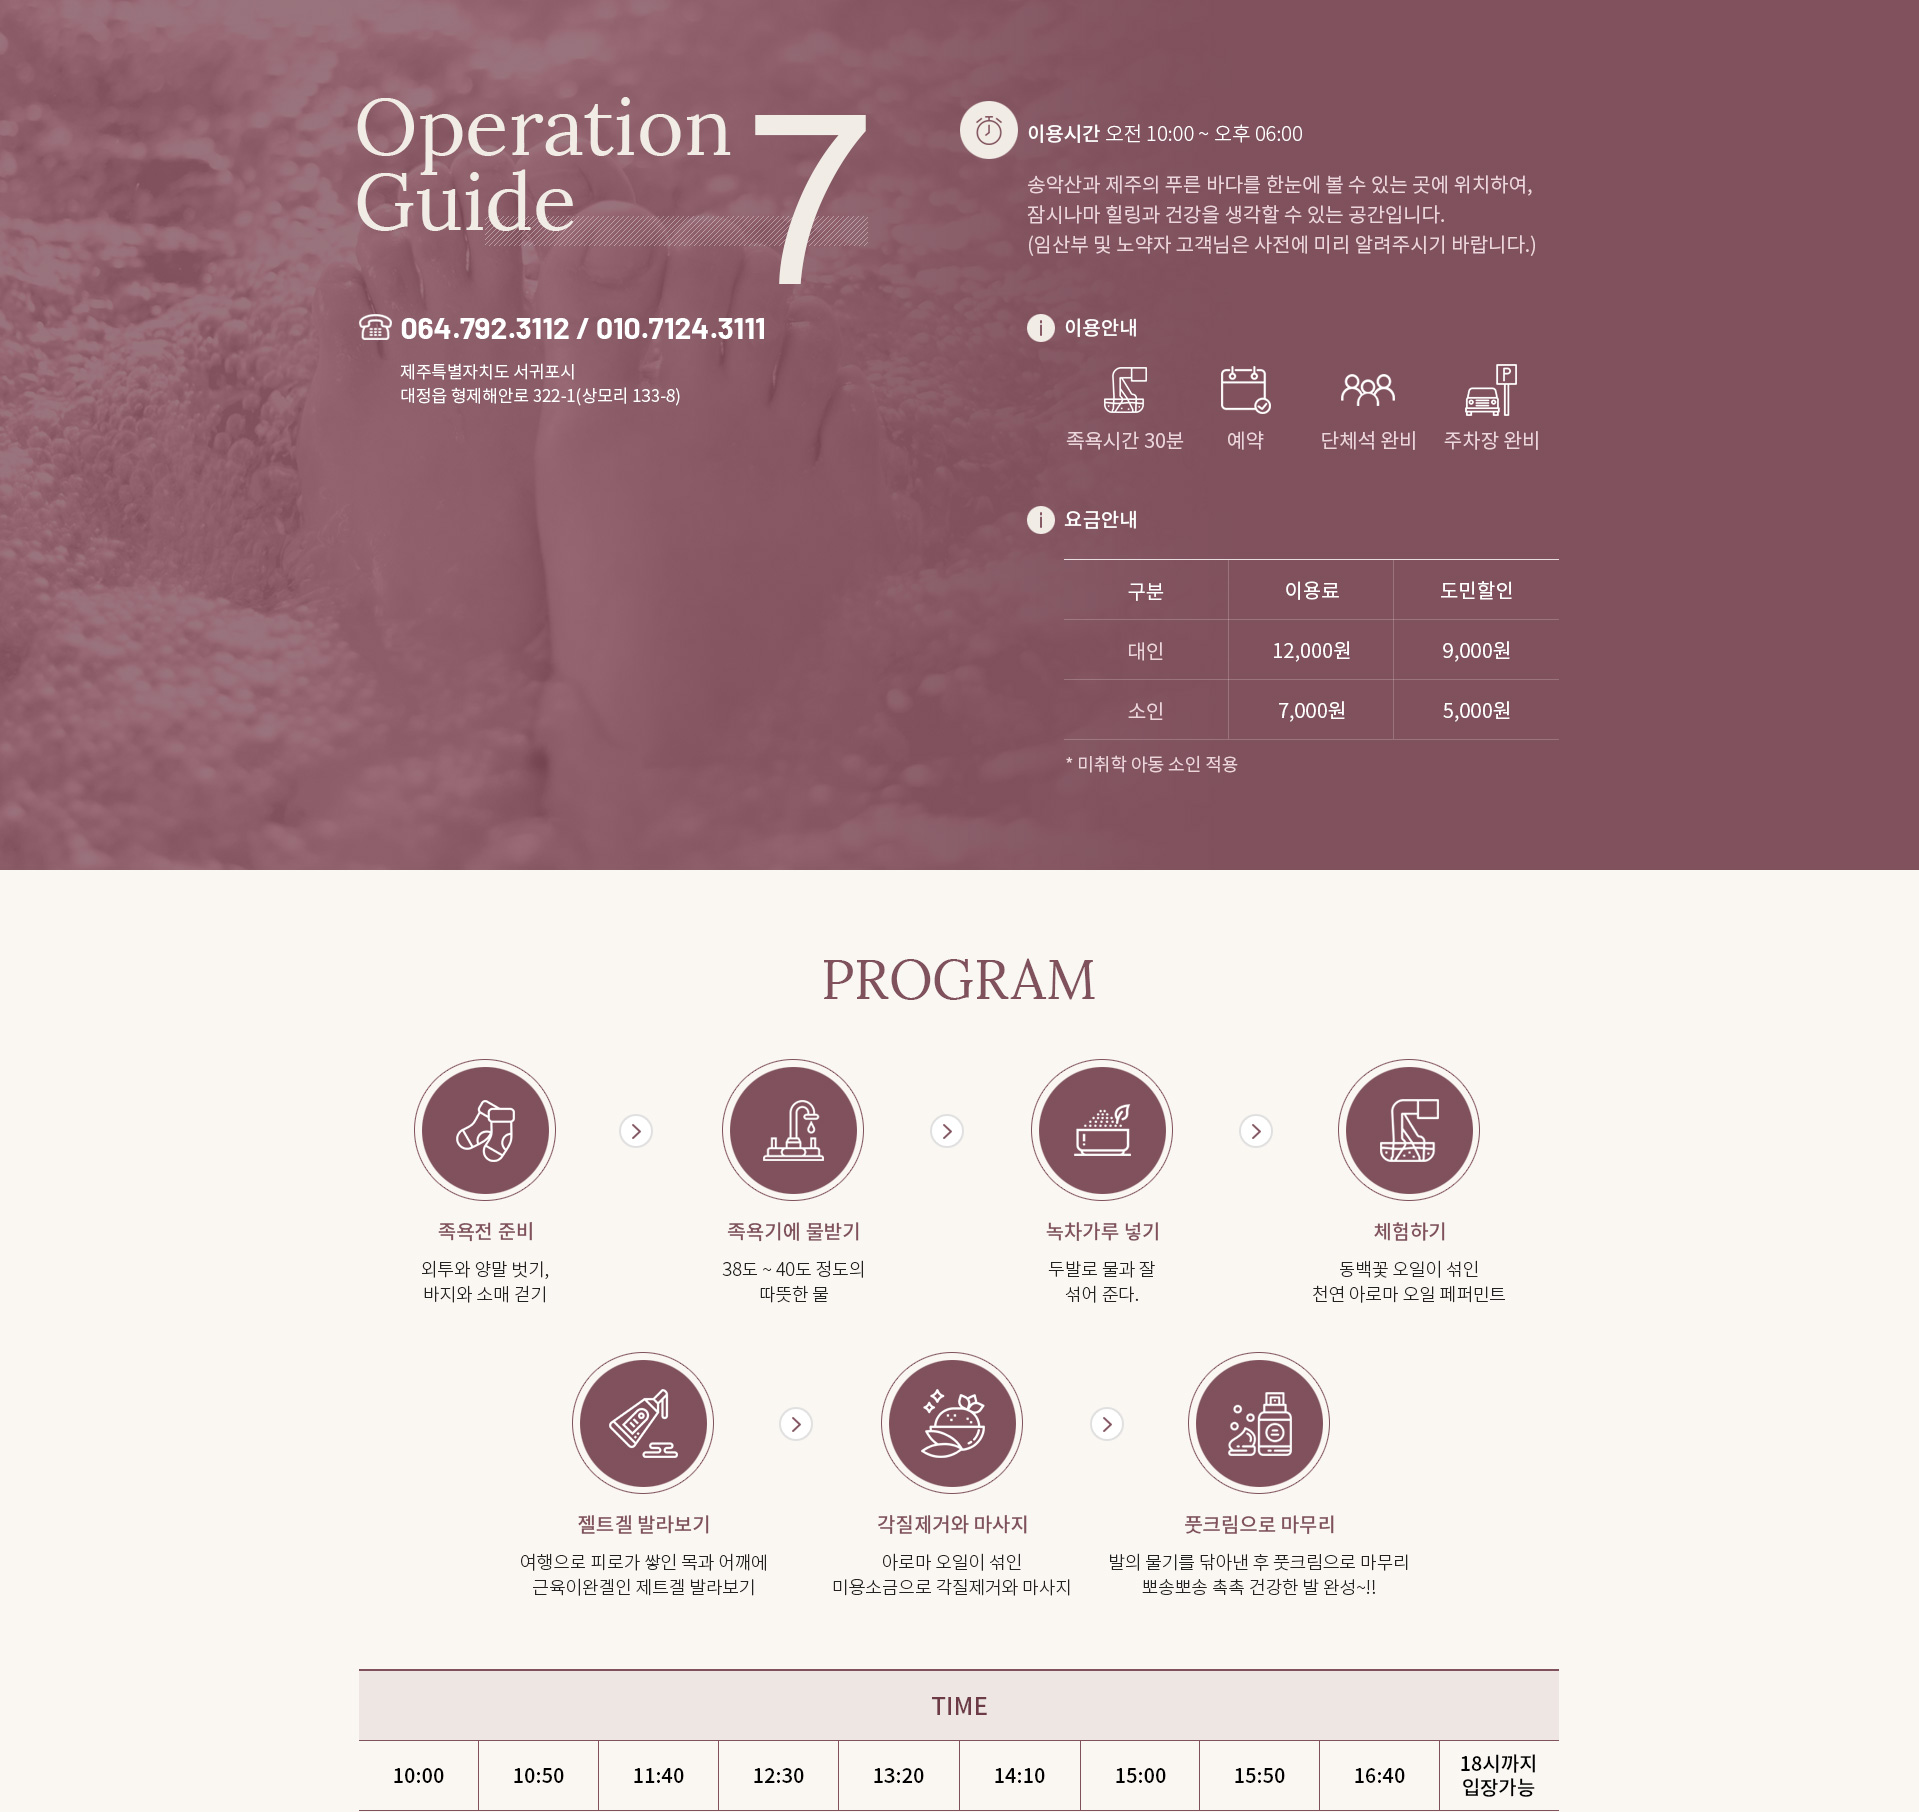 Operation
Guide
7
064.792.3112 / 010.7124.3111
제주특별자치도 서귀포시
대정읍 형제해안로 322-1(상모리 133-8)
이용시간 오전 10:00 ~ 오후 06:00
송악산과 제주의 푸른 바다를 한눈에 볼 수 있는 곳에 위치하여,
잠시나마 힐링과 건강을 생각할 수 있는 공간입니다.
(임산부 및 노약자 고객님은 사전에 미리 알려주시기 바랍니다.)
i 이용안내
P
족욕시간 30분 예약 단체석 완비 주차장 완비
i 요금안내
구분 이용료 도민할인
대인 12,000원 9,000원
소인 7,000원 5,000원
* 미취학 아동 소인 적용
PROGRAM
족욕전 준비
외투와 양말 벗기,
바지와 소매 걷기
족욕기에 물받기
38도 ~ 40도 정도의
따뜻한 물
녹차가루 넣기
두발로 물과 잘
섞어 준다.
체험하기
동백꽃 오일이 섞인
천연 아로마 오일 페퍼민트
젤트겔 발라보기
여행으로 피로가 쌓인 목과 어깨에
근육이완겔인 제트겔 발라보기
각질제거와 마사지
아로마 오일이 섞인
미용소금으로 각질제거와 마사지
풋크림으로 마무리
발의 물기를 닦아낸 후 풋크림으로 마무리
뽀송뽀송 촉촉 건강한 발 완성~!!
TIME
10:00 10:50 11:40 12:30 13:20 14:10 15:00 15:50 16:40 18시까지
입장가능